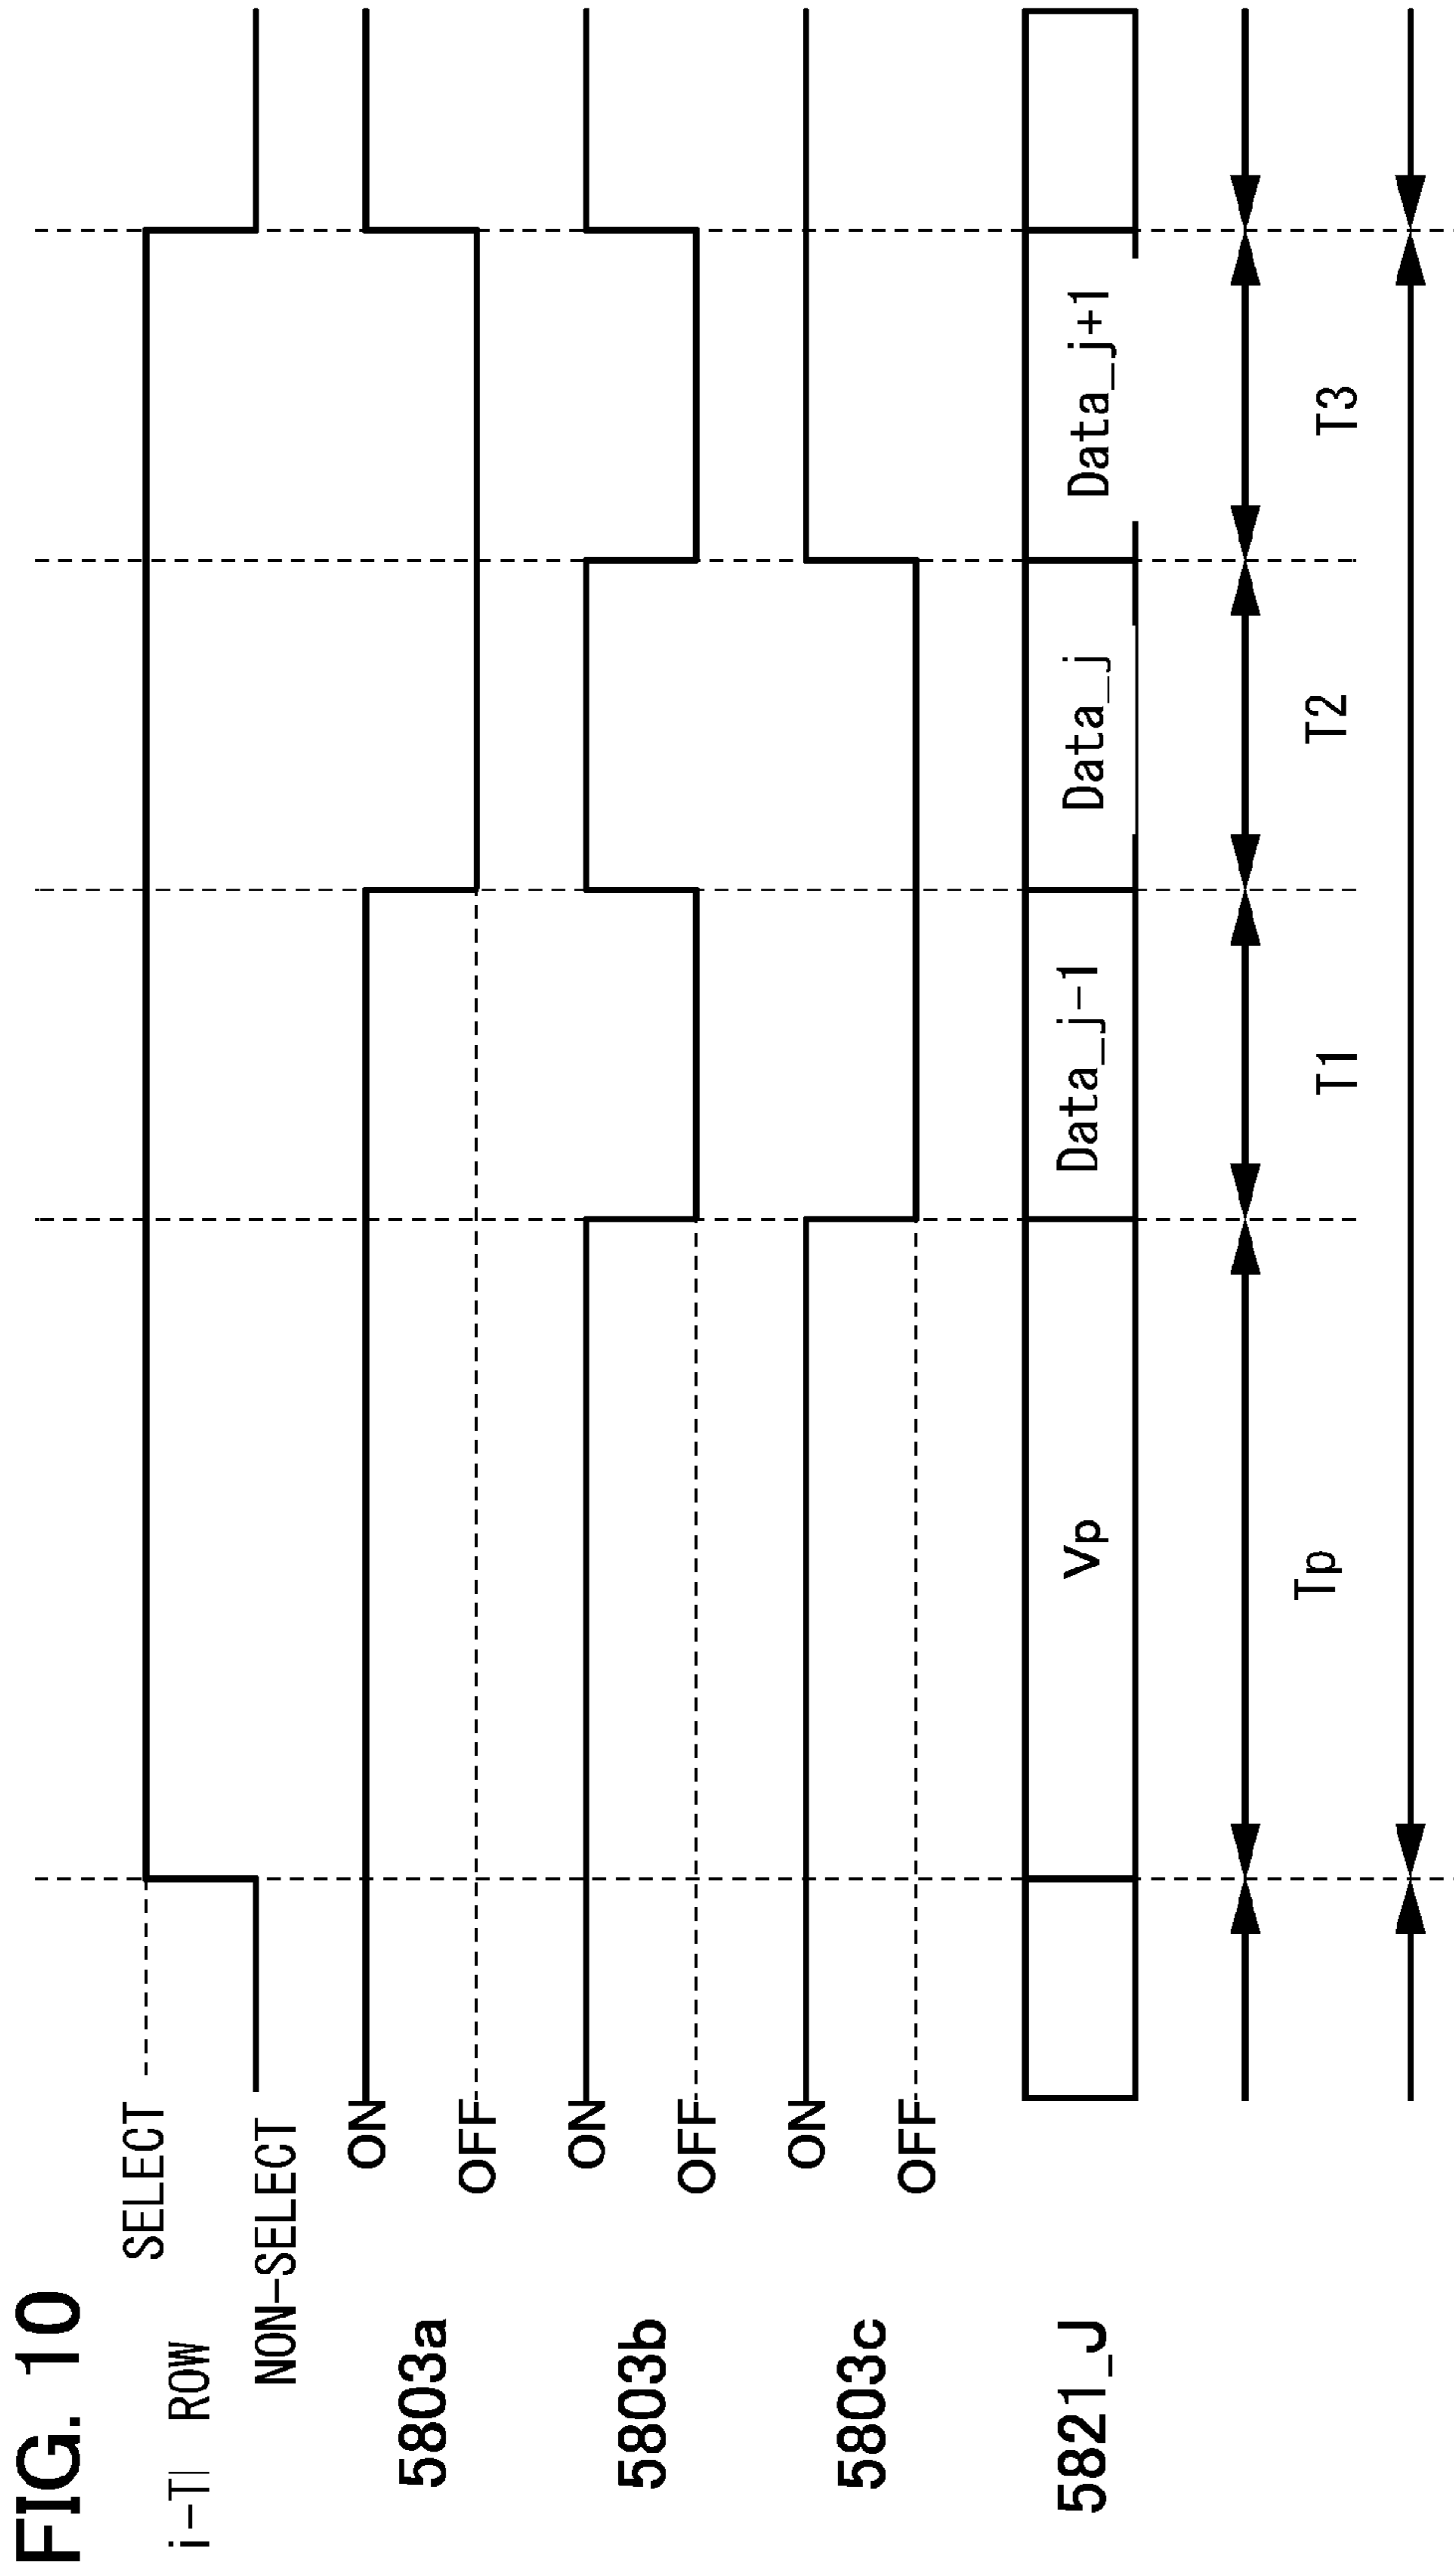 FIG. 10
SELECT
i-T ROW
NON-SELECT
ON
5803a
OFF
ON
5803b
OFF
ON
5803c
OFF
5821_J
Vp
Data_j-1
Data_j
Data_j+1
Tp
T1
T2
T3